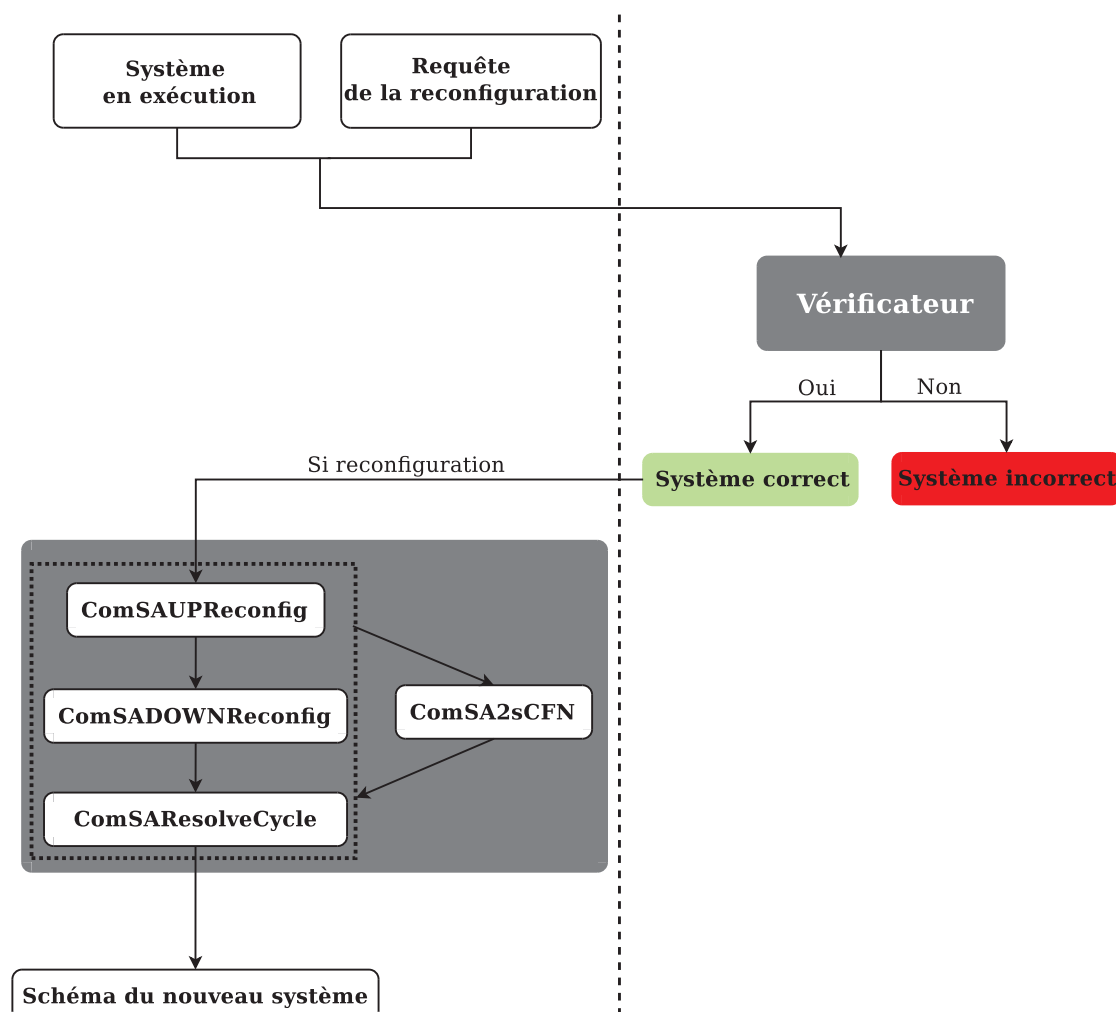 Système
en exécution
Requête
de la reconfiguration
Vérificateur
Oui
Non
Si reconfiguration
Système correct
Système incorrect
ComSAUPReconfig
ComSADOWNReconfig
ComSA2sCFN
ComSAResolveCycle
Schéma du nouveau système